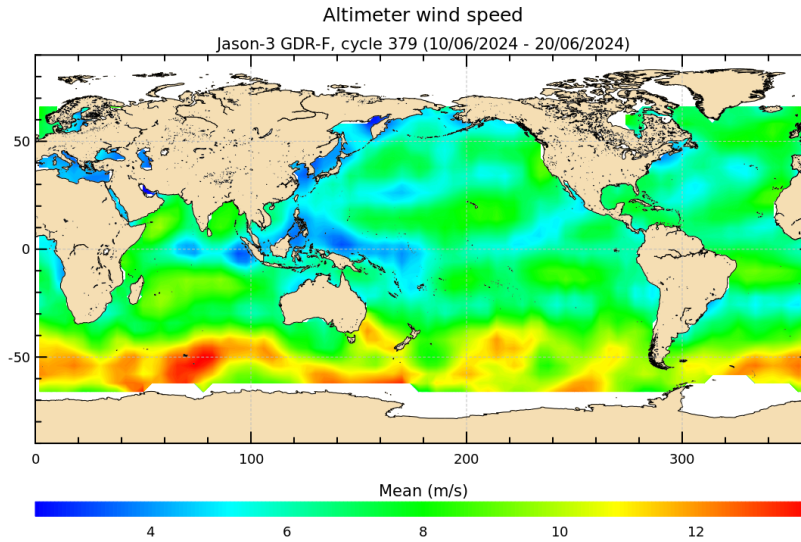 Altimeter wind speed
Jason-3 GDR-F, cycle 379 (10/06/2024 - 20/06/2024)
50
0
-50
0 100 200 300
Mean (m/s)
4 6 8 10 12